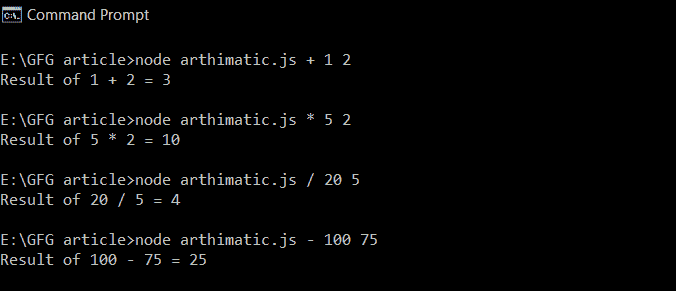 Command Prompt
E:\GFG article>node arthimatic.js + 1 2
Result of 1 + 2 = 3
E:\GFG article>node arthimatic.js * 5 2
Result of 5 * 2 = 10
E:\GFG article>node arthimatic.js / 20 5
Result of 20 / 5 = 4
E:\GFG article>node arthimatic.js - 100 75
Result of 100 - 75 = 25